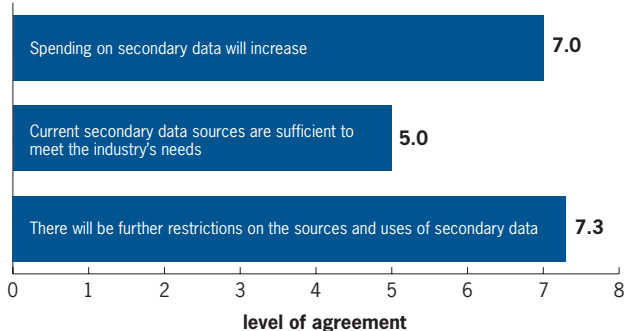 Spending on secondary data will increase
7.0
Current secondary data sources are sufficient to
meet the industry's needs
5.0
There will be further restrictions on the sources and uses of secondary data
7.3
0 1 2 3 4 5 6 7 8
level of agreement